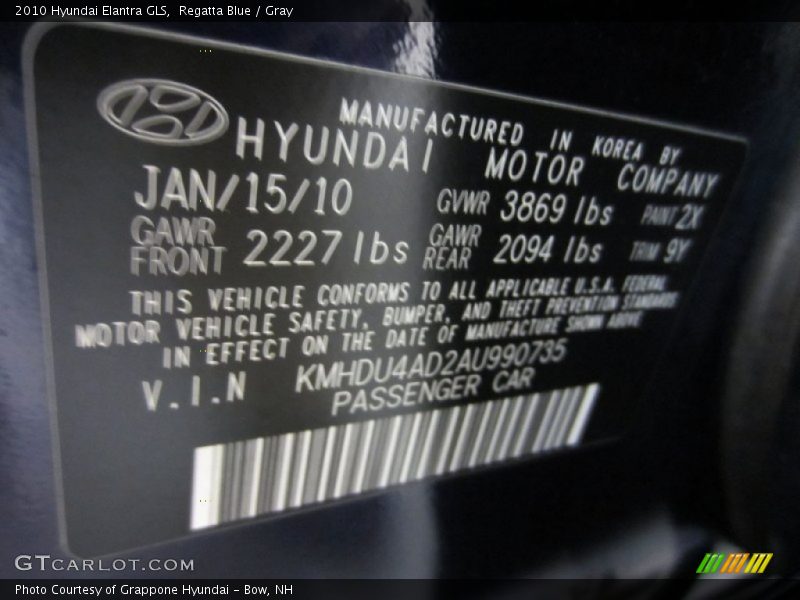 2010 Hyundai Elantra GLS, Regatta Blue / Gray
MANUFACTURED IN KOREA BY
HYUNDAI MOTOR COMPANY
JAN/15/10 GVWR 3869 lbs PAINT 2X
GAWR FRONT 2227 lbs GAWR REAR 2094 lbs TRIM 9Y
THIS VEHICLE CONFORMS TO ALL APPLICABLE U.S.A. FEDERAL
MOTOR VEHICLE SAFETY, BUMPER, AND THEFT PREVENTION STANDARDS
IN EFFECT ON THE DATE OF MANUFACTURE SHOWN ABOVE
V.I.N KMHDU4AD2AU990735
PASSENGER CAR
GTCARLOT.COM
Photo Courtesy of Grappone Hyundai - Bow, NH